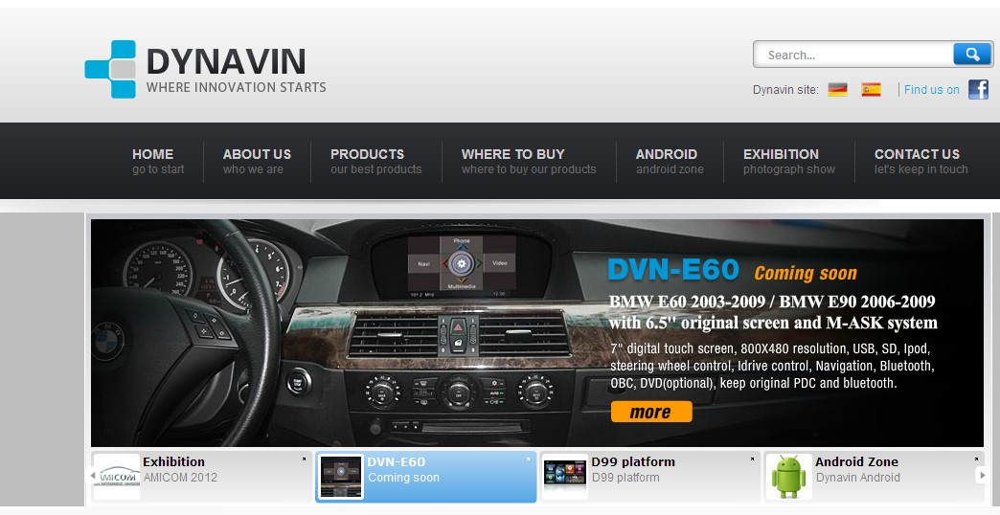 DYNAVIN
WHERE INNOVATION STARTS
Search...
Dynavin site:
Find us on
f
HOME
go to start
ABOUT US
who we are
PRODUCTS
our best products
WHERE TO BUY
where to buy our products
ANDROID
android zone
EXHIBITION
photograph show
CONTACT US
let's keep in touch
Phone
Navi
Video
Multimedia
DVN-E60 Coming soon
BMW E60 2003-2009 / BMW E90 2006-2009
with 6.5" original screen and M-ASK system
7" digital touch screen, 800X480 resolution, USB, SD, Ipod,
steering wheel control, Idrive control, Navigation, Bluetooth,
OBC, DVD(optional), keep original PDC and bluetooth.
more
Exhibition
AMICOM 2012
DVN-E60
Coming soon
D99 platform
D99 platform
Android Zone
Dynavin Android